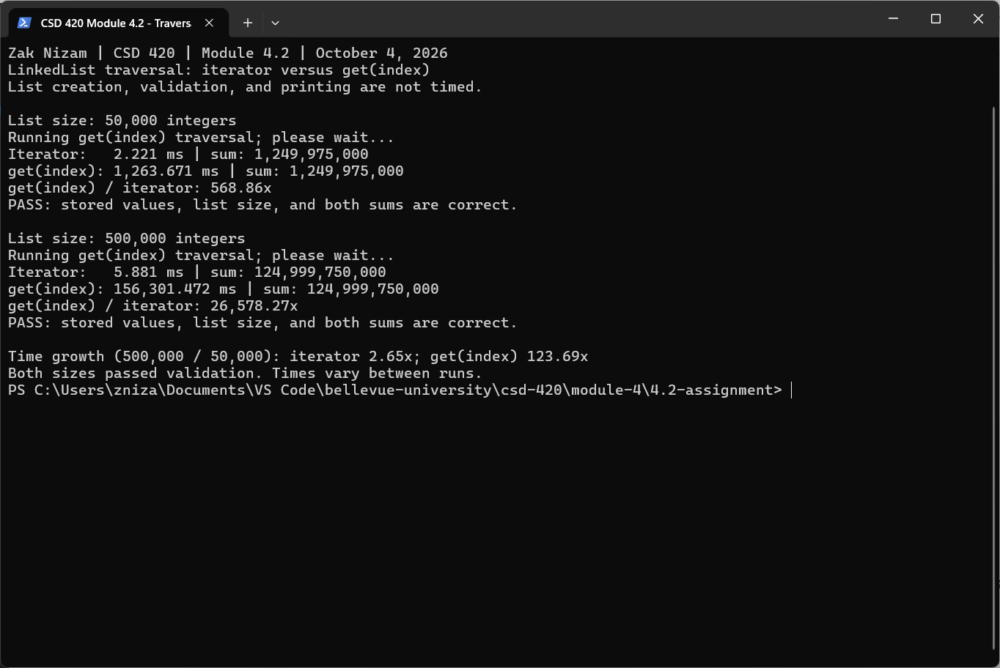 CSD 420 Module 4.2 - Travers
Zak Nizam | CSD 420 | Module 4.2 | October 4, 2026
LinkedList traversal: iterator versus get(index)
List creation, validation, and printing are not timed.
List size: 50,000 integers
Running get(index) traversal; please wait...
Iterator:   2.221 ms | sum: 1,249,975,000
get(index): 1,263.671 ms | sum: 1,249,975,000
get(index) / iterator: 568.86x
PASS: stored values, list size, and both sums are correct.
List size: 500,000 integers
Running get(index) traversal; please wait...
Iterator:   5.881 ms | sum: 124,999,750,000
get(index): 156,301.472 ms | sum: 124,999,750,000
get(index) / iterator: 26,578.27x
PASS: stored values, list size, and both sums are correct.
Time growth (500,000 / 50,000): iterator 2.65x; get(index) 123.69x
Both sizes passed validation. Times vary between runs.
PS C:\Users\zniza\Documents\VS Code\bellevue-university\csd-420\module-4\4.2-assignment>